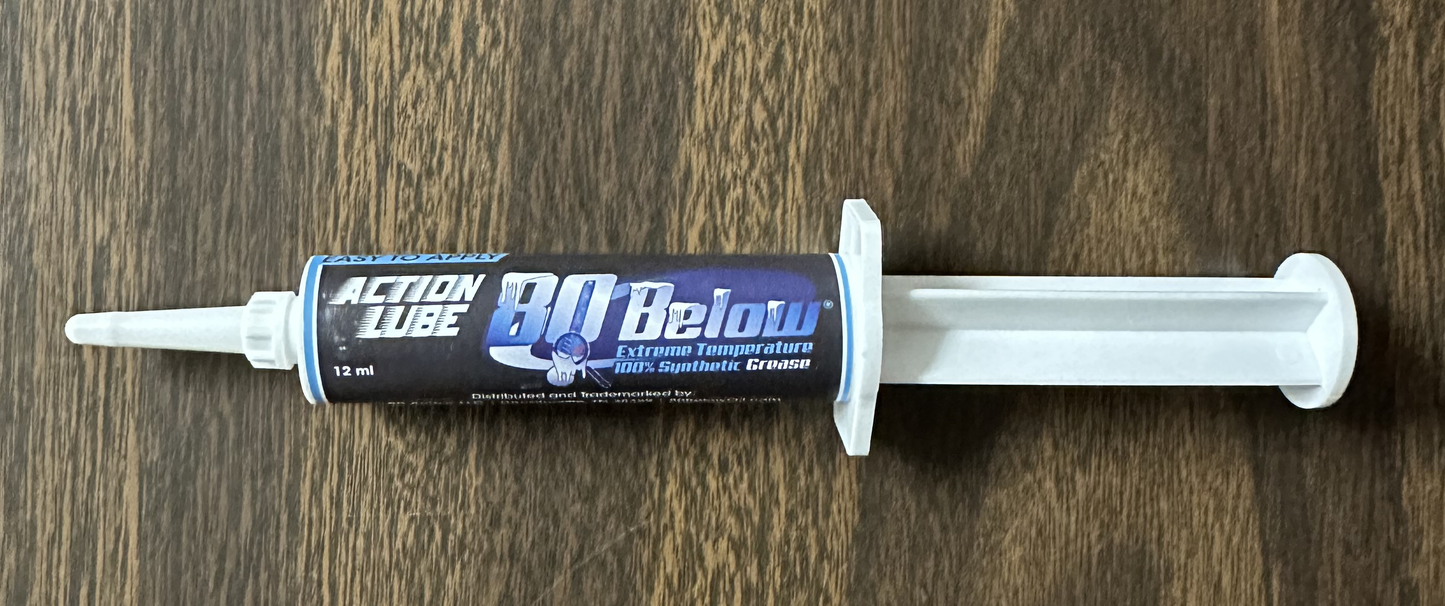 EASY TO APPLY
ACTION
LUBE
80 Below®
Extreme Temperature
100% Synthetic Grease
12 ml
Distributed and Trademarked by: